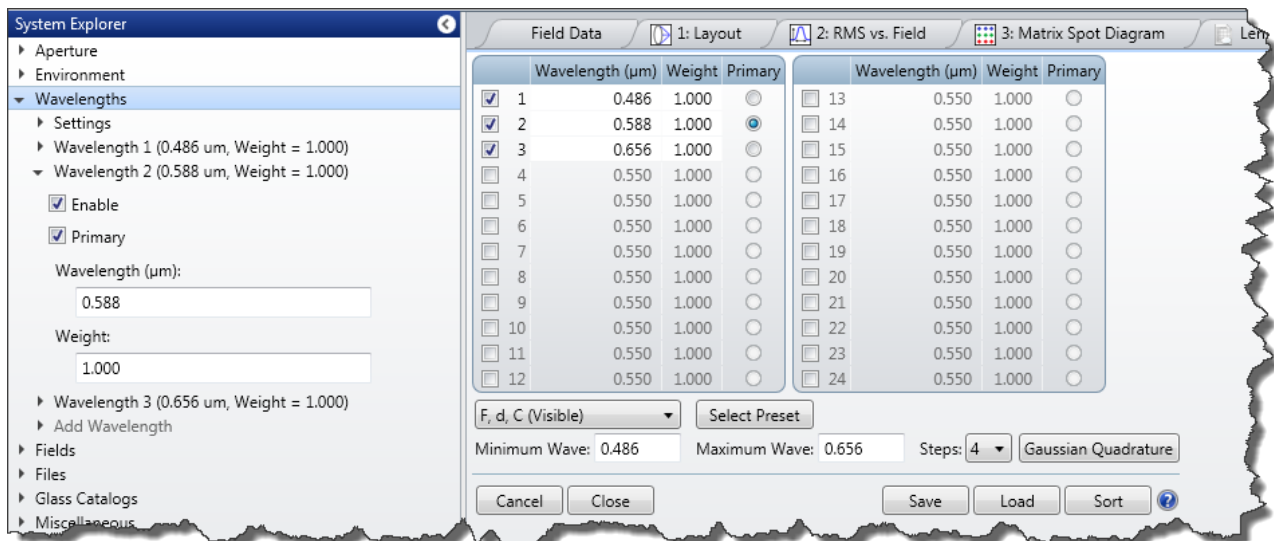 System Explorer
Aperture
Environment
Wavelengths
Settings
Wavelength 1 (0.486 um, Weight = 1.000)
Wavelength 2 (0.588 um, Weight = 1.000)
Enable
Primary
Wavelength (µm):
0.588
Weight:
1.000
Wavelength 3 (0.656 um, Weight = 1.000)
Add Wavelength
Fields
Files
Glass Catalogs
Miscellaneous
Field Data 1: Layout 2: RMS vs. Field 3: Matrix Spot Diagram Len
Wavelength (µm) Weight Primary Wavelength (µm) Weight Primary
1 0.486 1.000 13 0.550 1.000
2 0.588 1.000 14 0.550 1.000
3 0.656 1.000 15 0.550 1.000
4 0.550 1.000 16 0.550 1.000
5 0.550 1.000 17 0.550 1.000
6 0.550 1.000 18 0.550 1.000
7 0.550 1.000 19 0.550 1.000
8 0.550 1.000 20 0.550 1.000
9 0.550 1.000 21 0.550 1.000
10 0.550 1.000 22 0.550 1.000
11 0.550 1.000 23 0.550 1.000
12 0.550 1.000 24 0.550 1.000
F, d, C (Visible) Select Preset
Minimum Wave: 0.486 Maximum Wave: 0.656 Steps: 4 Gaussian Quadrature
Cancel Close Save Load Sort ?